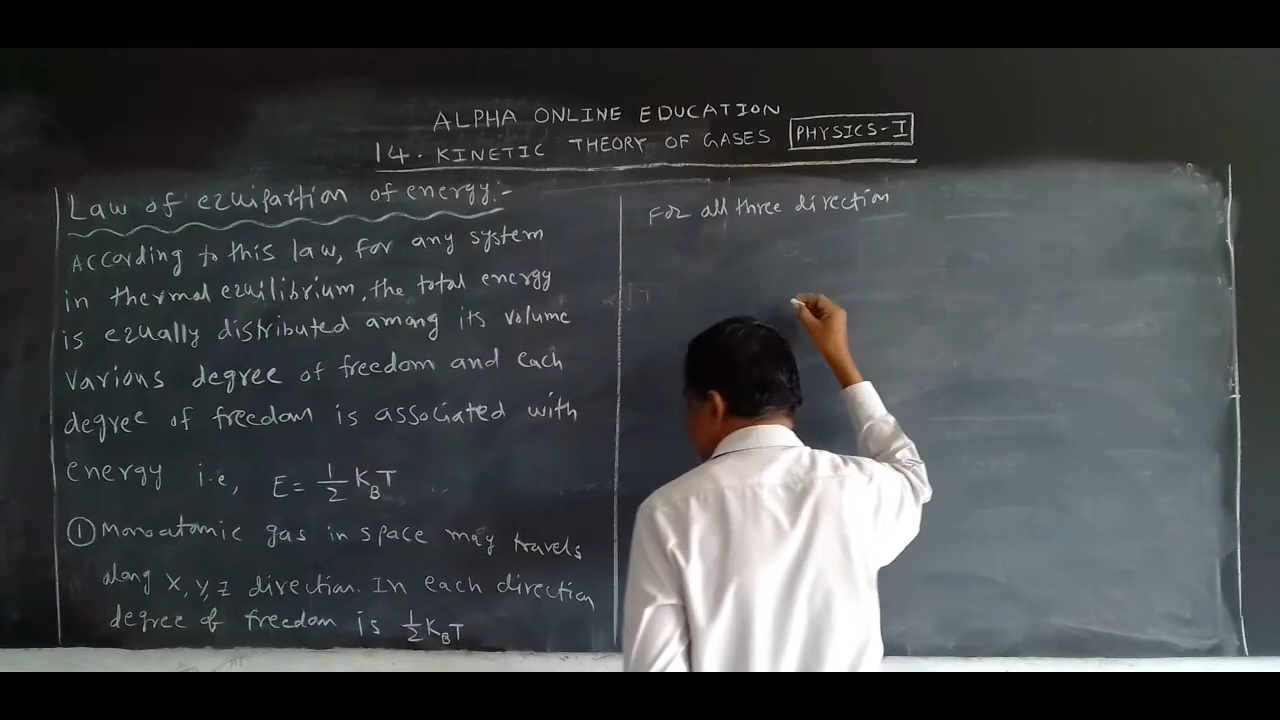 ALPHA ONLINE EDUCATION
14. KINETIC THEORY OF GASES PHYSICS-I
Law of equipartion of energy:-
According to this law, for any system
in thermal equilibrium, the total energy
is equally distributed among its volume
various degree of freedom and each
degree of freedom is associated with
energy i.e, E = 1/2 K_B T
① Monoatomic gas in space may travels
along X, Y, Z direction. In each direction
degree of freedom is 1/2 K_B T
For all three direction